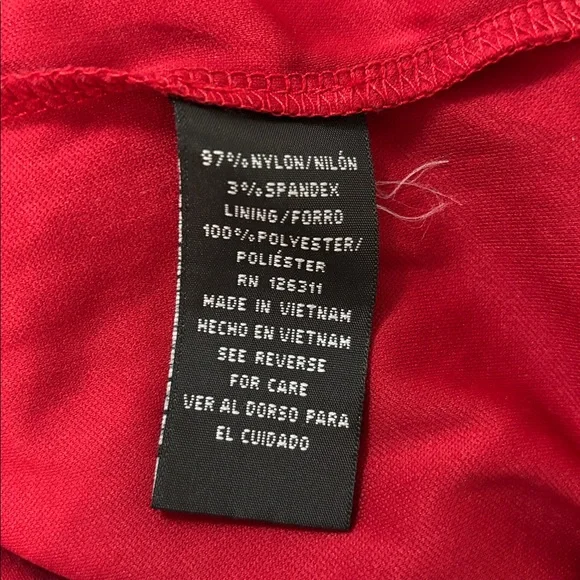 97%NYLON/NILÓN
3%SPANDEX
LINING/FORRO
100%POLYESTER/
POLIÉSTER
RN 126311
MADE IN VIETNAM
HECHO EN VIETNAM
SEE REVERSE
FOR CARE
VER AL DORSO PARA
EL CUIDADO